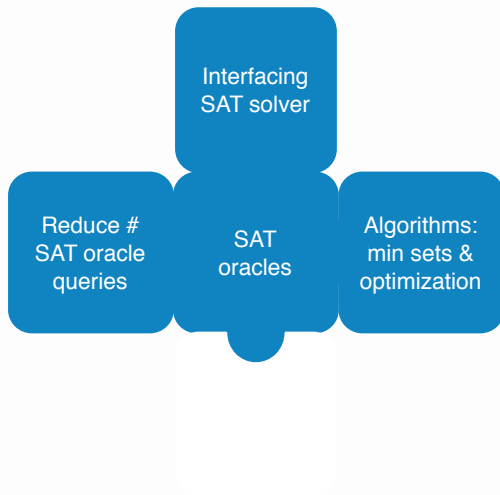 Interfacing
SAT solver
Reduce #
SAT oracle
queries
SAT
oracles
Algorithms:
min sets &
optimization